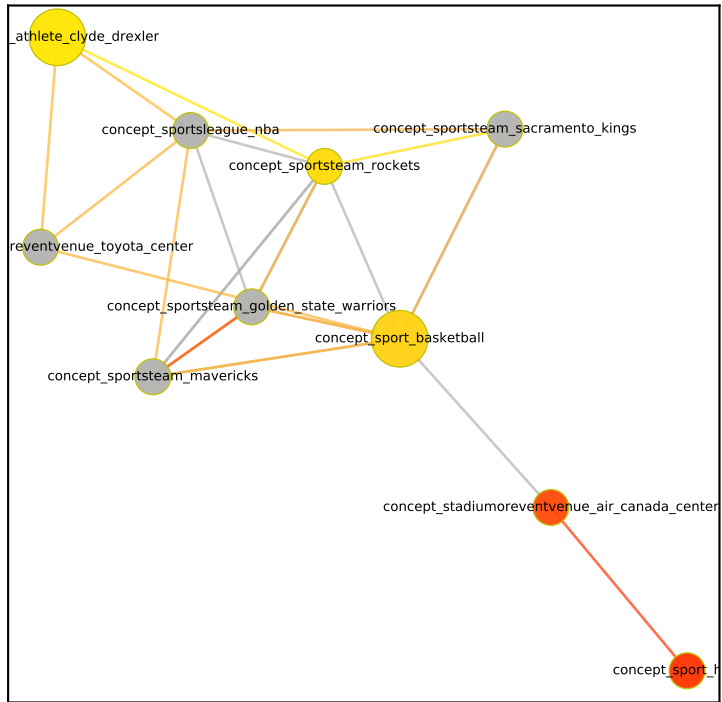 _athlete_clyde_drexler
concept_sportsleague_nba
concept_sportsteam_sacramento_kings
concept_sportsteam_rockets
reventvenue_toyota_center
concept_sportsteam_golden_state_warriors
concept_sport_basketball
concept_sportsteam_mavericks
concept_stadiumoreventvenue_air_canada_center
concept_sport_h